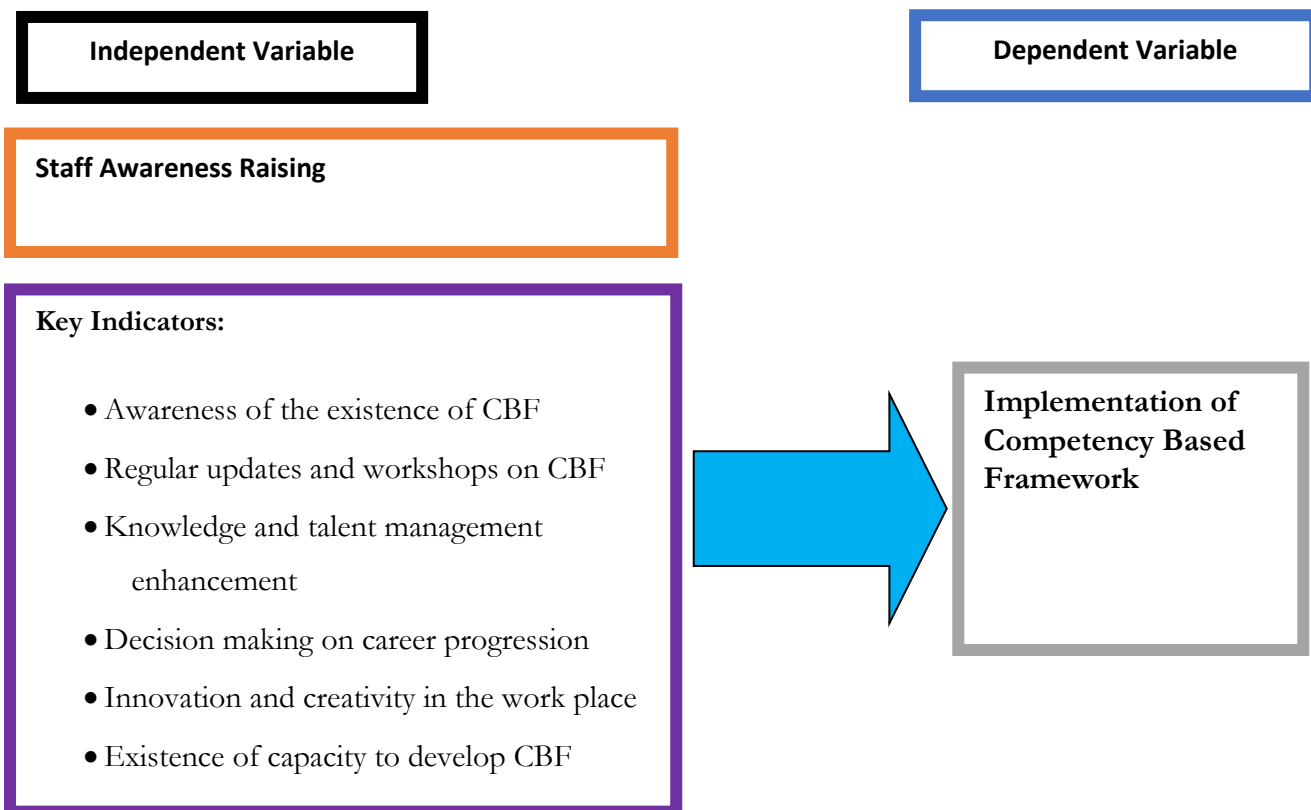 Independent Variable
Dependent Variable
Staff Awareness Raising
Key Indicators:
• Awareness of the existence of CBF
• Regular updates and workshops on CBF
• Knowledge and talent management
enhancement
• Decision making on career progression
• Innovation and creativity in the work place
• Existence of capacity to develop CBF
Implementation of
Competency Based
Framework